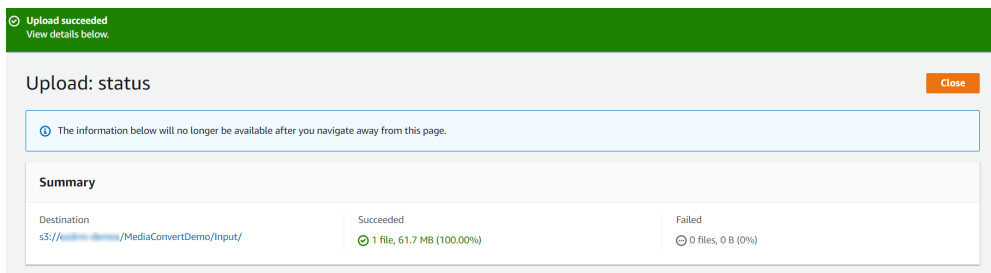 Upload succeeded
View details below.
Upload: status
Close
The information below will no longer be available after you navigate away from this page.
Summary
Destination
Succeeded
Failed
s3:// /MediaConvertDemo/Input/
1 file, 61.7 MB (100.00%)
0 files, 0 B (0%)